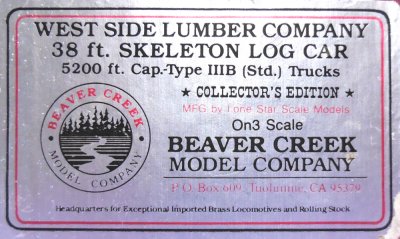 WEST SIDE LUMBER COMPANY
38 ft. SKELETON LOG CAR
5200 ft. Cap.-Type IIIB (Std.) Trucks
★ COLLECTOR'S EDITION ★
MFG by Lone Star Scale Models
On3 Scale
BEAVER CREEK
MODEL COMPANY
BEAVER CREEK
MODEL COMPANY
P.O. Box 609, Tuolumne, CA 95379
Headquarters for Exceptional Imported Brass Locomotives and Rolling Stock